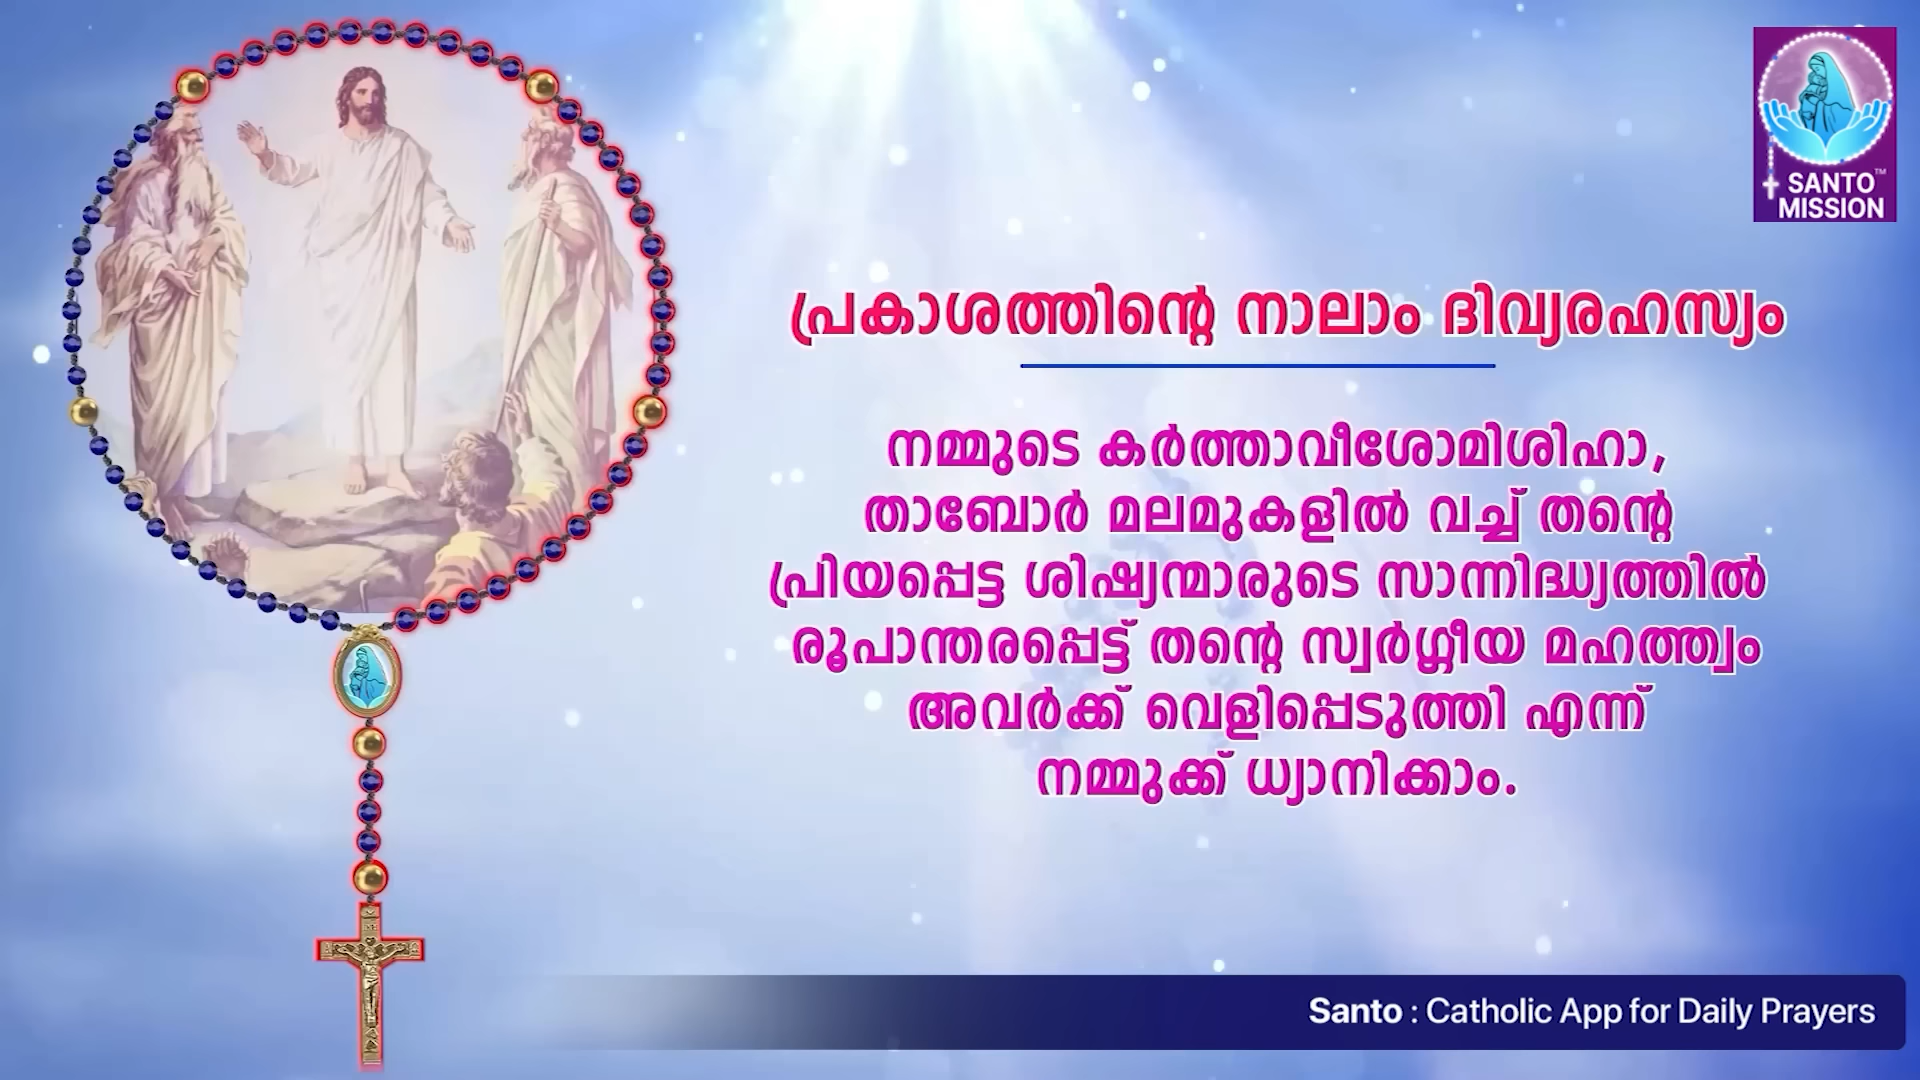 SANTO™
MISSION
പ്രകാശത്തിന്റെ നാലാം ദിവ്യരഹസ്യം
നമ്മുടെ കർത്താവീശോമിശിഹാ,
താബോർ മലമുകളിൽ വച്ച് തന്റെ
പ്രിയപ്പെട്ട ശിഷ്യന്മാരുടെ സാന്നിദ്ധ്യത്തിൽ
രൂപാന്തരപ്പെട്ട് തന്റെ സ്വർഗ്ഗീയ മഹത്ത്വം
അവർക്ക് വെളിപ്പെടുത്തി എന്ന്
നമ്മുക്ക് ധ്യാനിക്കാം.
Santo : Catholic App for Daily Prayers